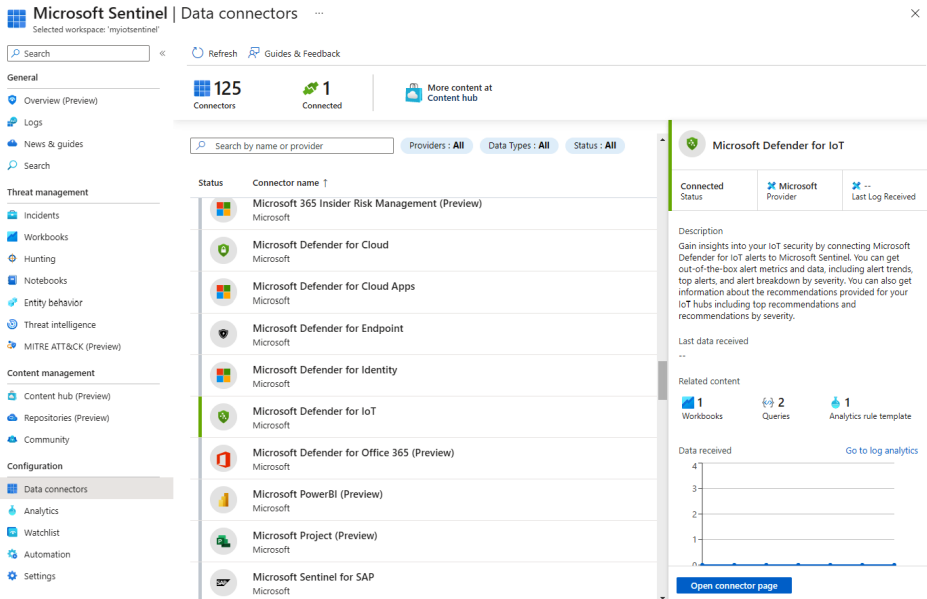 Microsoft Sentinel | Data connectors ...
Selected workspace: 'myiotsentinel'
Search
«
General
Overview (Preview)
Logs
News & guides
Search
Threat management
Incidents
Workbooks
Hunting
Notebooks
Entity behavior
Threat intelligence
MITRE ATT&CK (Preview)
Content management
Content hub (Preview)
Repositories (Preview)
Community
Configuration
Data connectors
Analytics
Watchlist
Automation
Settings
Refresh
Guides & Feedback
125
Connectors
1
Connected
More content at
Content hub
Search by name or provider
Providers : All
Data Types : All
Status : All
Status
Connector name ↑
Microsoft 365 Insider Risk Management (Preview)
Microsoft
Microsoft Defender for Cloud
Microsoft
Microsoft Defender for Cloud Apps
Microsoft
Microsoft Defender for Endpoint
Microsoft
Microsoft Defender for Identity
Microsoft
Microsoft Defender for IoT
Microsoft
Microsoft Defender for Office 365 (Preview)
Microsoft
Microsoft PowerBI (Preview)
Microsoft
Microsoft Project (Preview)
Microsoft
SAP
Microsoft Sentinel for SAP
Microsoft
Microsoft Defender for IoT
Connected
Status
Microsoft
Provider
--
Last Log Received
Description
Gain insights into your IoT security by connecting Microsoft
Defender for IoT alerts to Microsoft Sentinel. You can get
out-of-the-box alert metrics and data, including alert trends,
top alerts, and alert breakdown by severity. You can also get
information about the recommendations provided for your
IoT hubs including top recommendations and
recommendations by severity.
Last data received
--
Related content
1
Workbooks
2
Queries
1
Analytics rule template
Data received
Go to log analytics
4
3
2
1
0
Open connector page